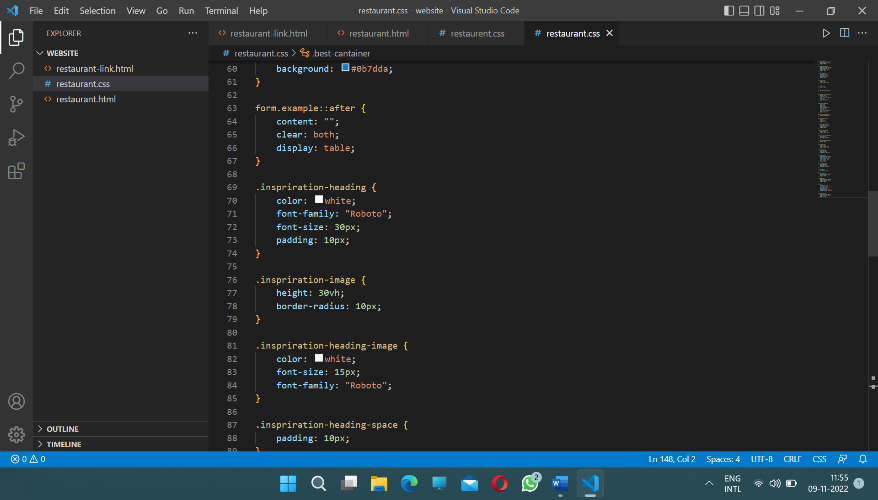 File Edit Selection View Go Run Terminal Help restaurant.css - website - Visual Studio Code
EXPLORER
restaurant-link.html restaurant.html restaurent.css restaurant.css
WEBSITE
restaurant-link.html
restaurant.css
restaurant.html
restaurant.css > .best-cantainer
60 background: #0b7dda;
61 }
62
63 form.example::after {
64 content: "";
65 clear: both;
66 display: table;
67 }
68
69 .inspriration-heading {
70 color: white;
71 font-family: "Roboto";
72 font-size: 30px;
73 padding: 10px;
74 }
75
76 .inspriration-image {
77 height: 30vh;
78 border-radius: 10px;
79 }
80
81 .inspriration-heading-image {
82 color: white;
83 font-size: 15px;
84 font-family: "Roboto";
85 }
86
87 .inspriration-heading-space {
88 padding: 10px;
89 }
OUTLINE
TIMELINE
0 0 Ln 148, Col 2 Spaces: 4 UTF-8 CRLF CSS
2
ENG
INTL
11:55
09-11-2022
1